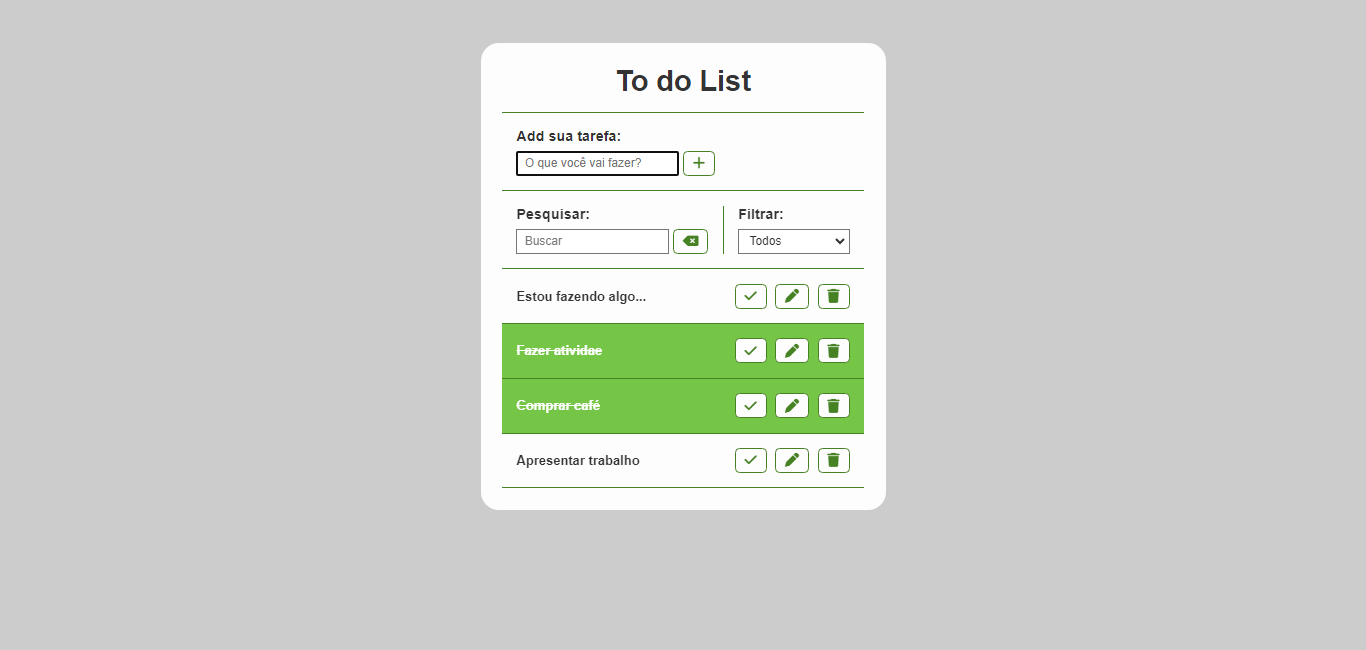 To do List
Add sua tarefa:
O que você vai fazer?
Pesquisar:
Filtrar:
Buscar
Todos
Estou fazendo algo...
Fazer atividae
Comprar café
Apresentar trabalho